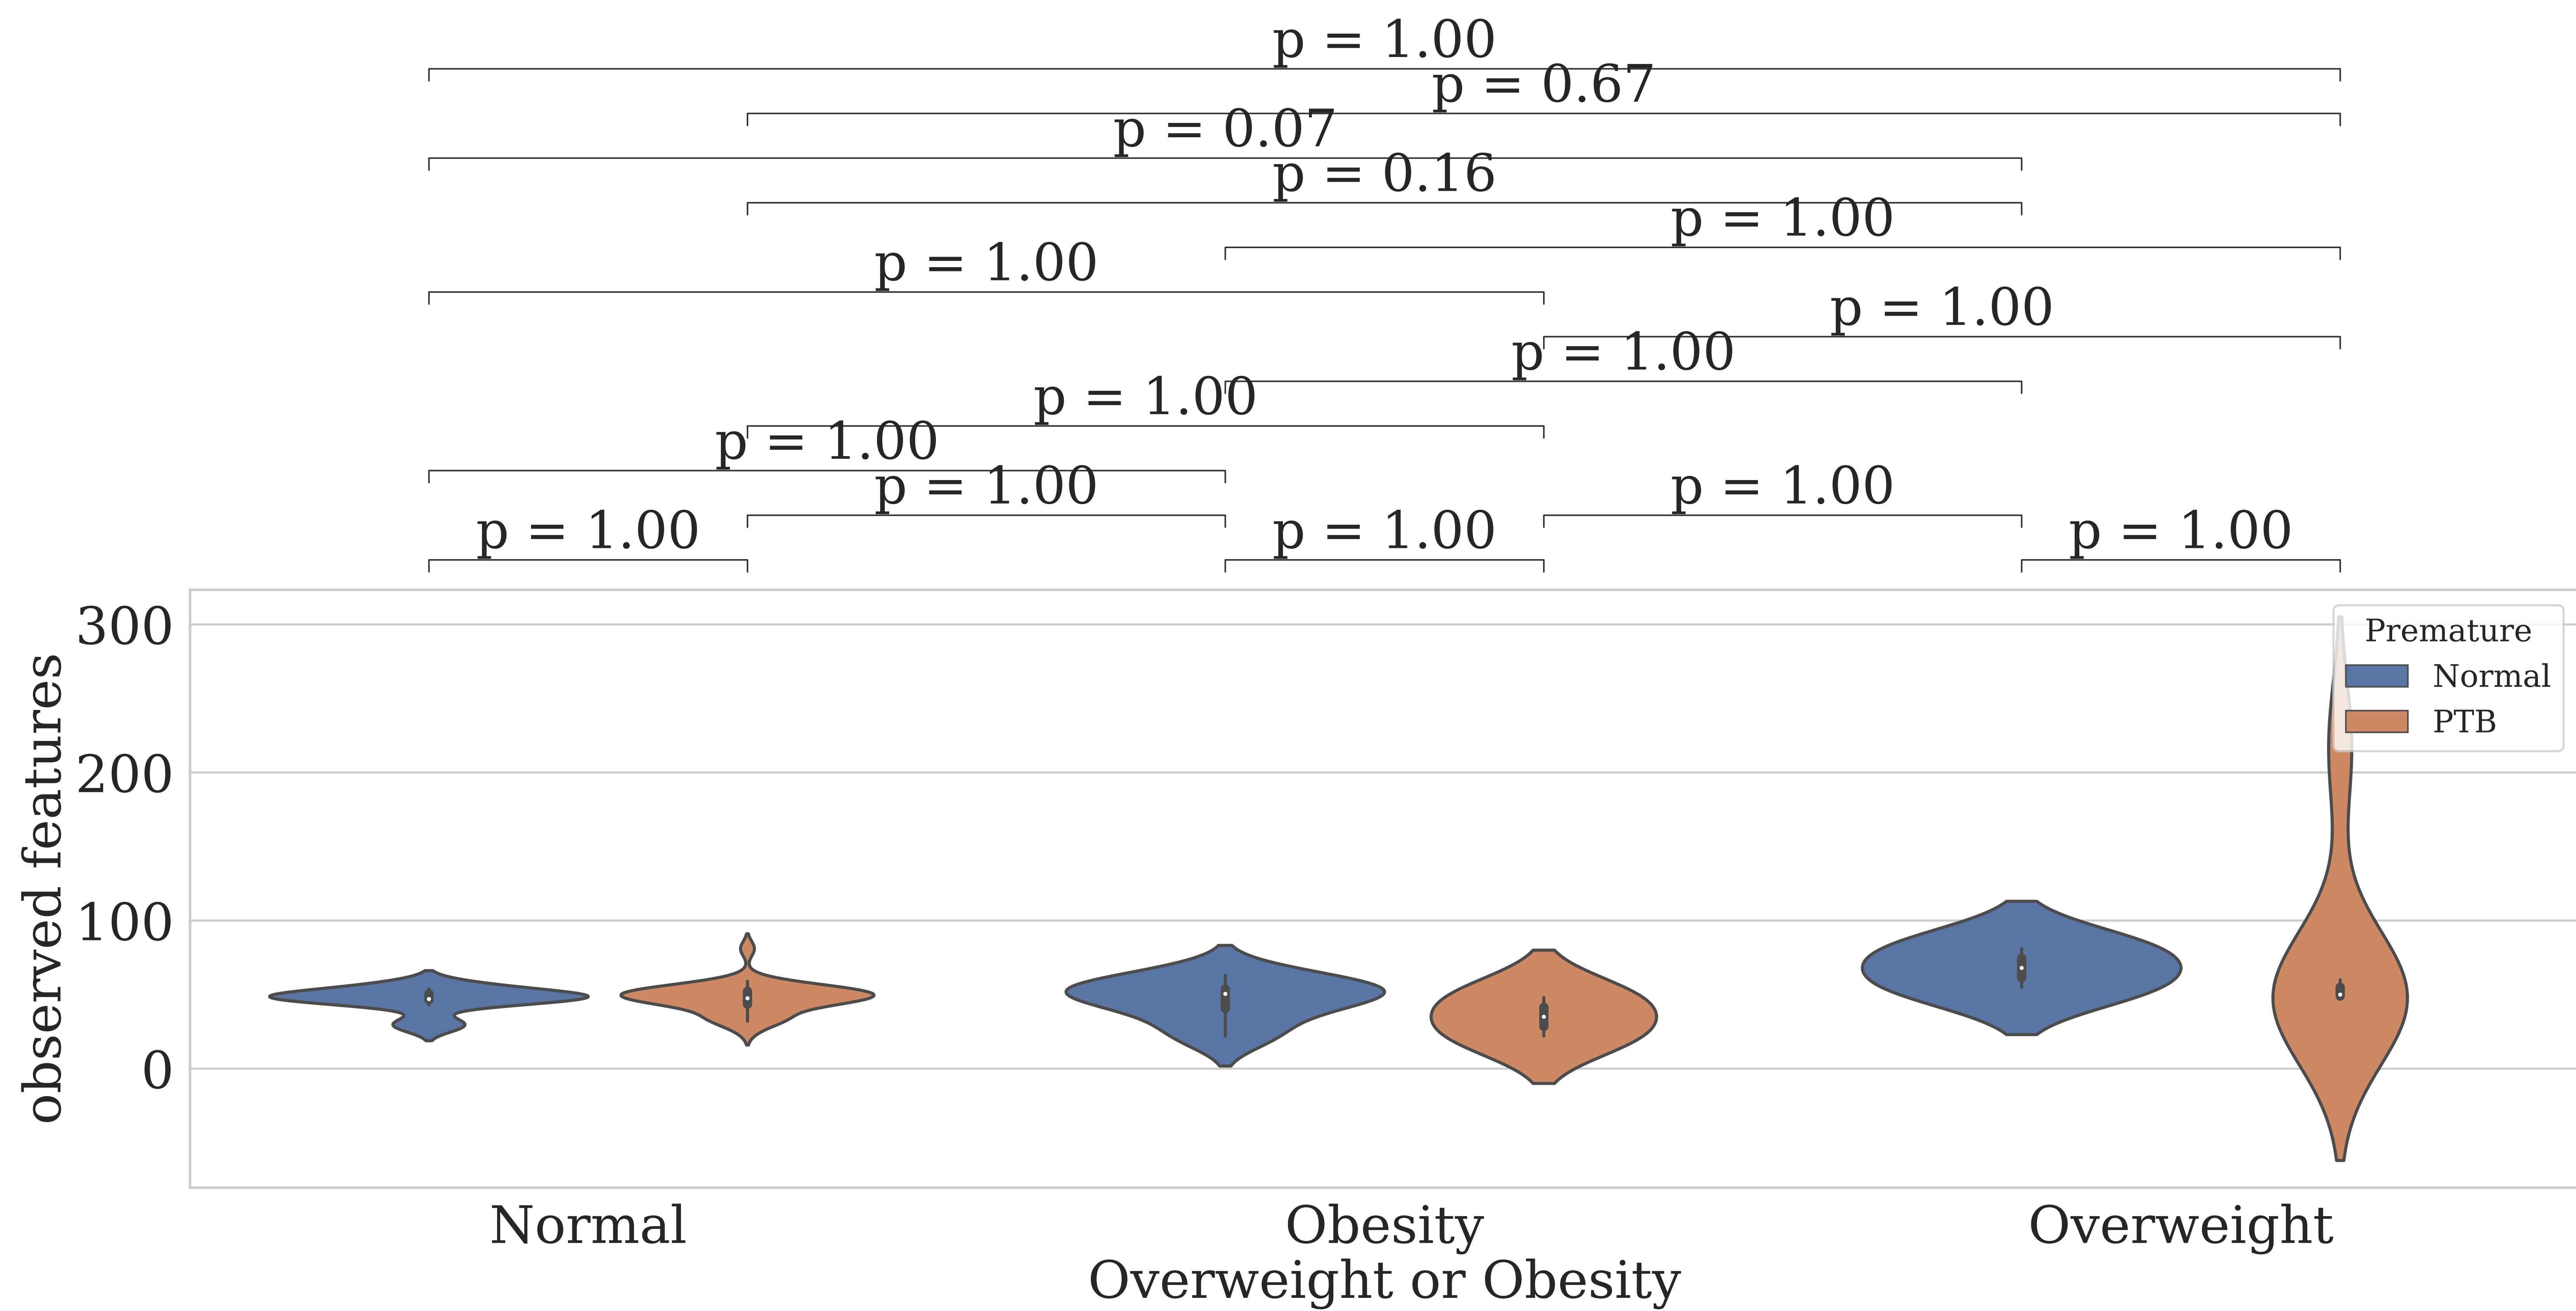 p = 1.00
p = 0.67
p = 0.07
p = 0.16
p = 1.00
p = 1.00
p = 1.00
p = 1.00
p = 1.00
p = 1.00
p = 1.00
p = 1.00
p = 1.00
p = 1.00
p = 1.00
300
200
100
0
observed features
Premature
Normal
PTB
Normal
Obesity
Overweight
Overweight or Obesity